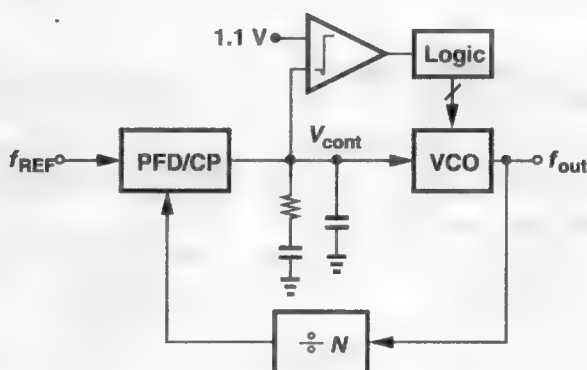 1.1 V
Logic
V_cont
f_REF
PFD/CP
VCO
f_out
÷ N